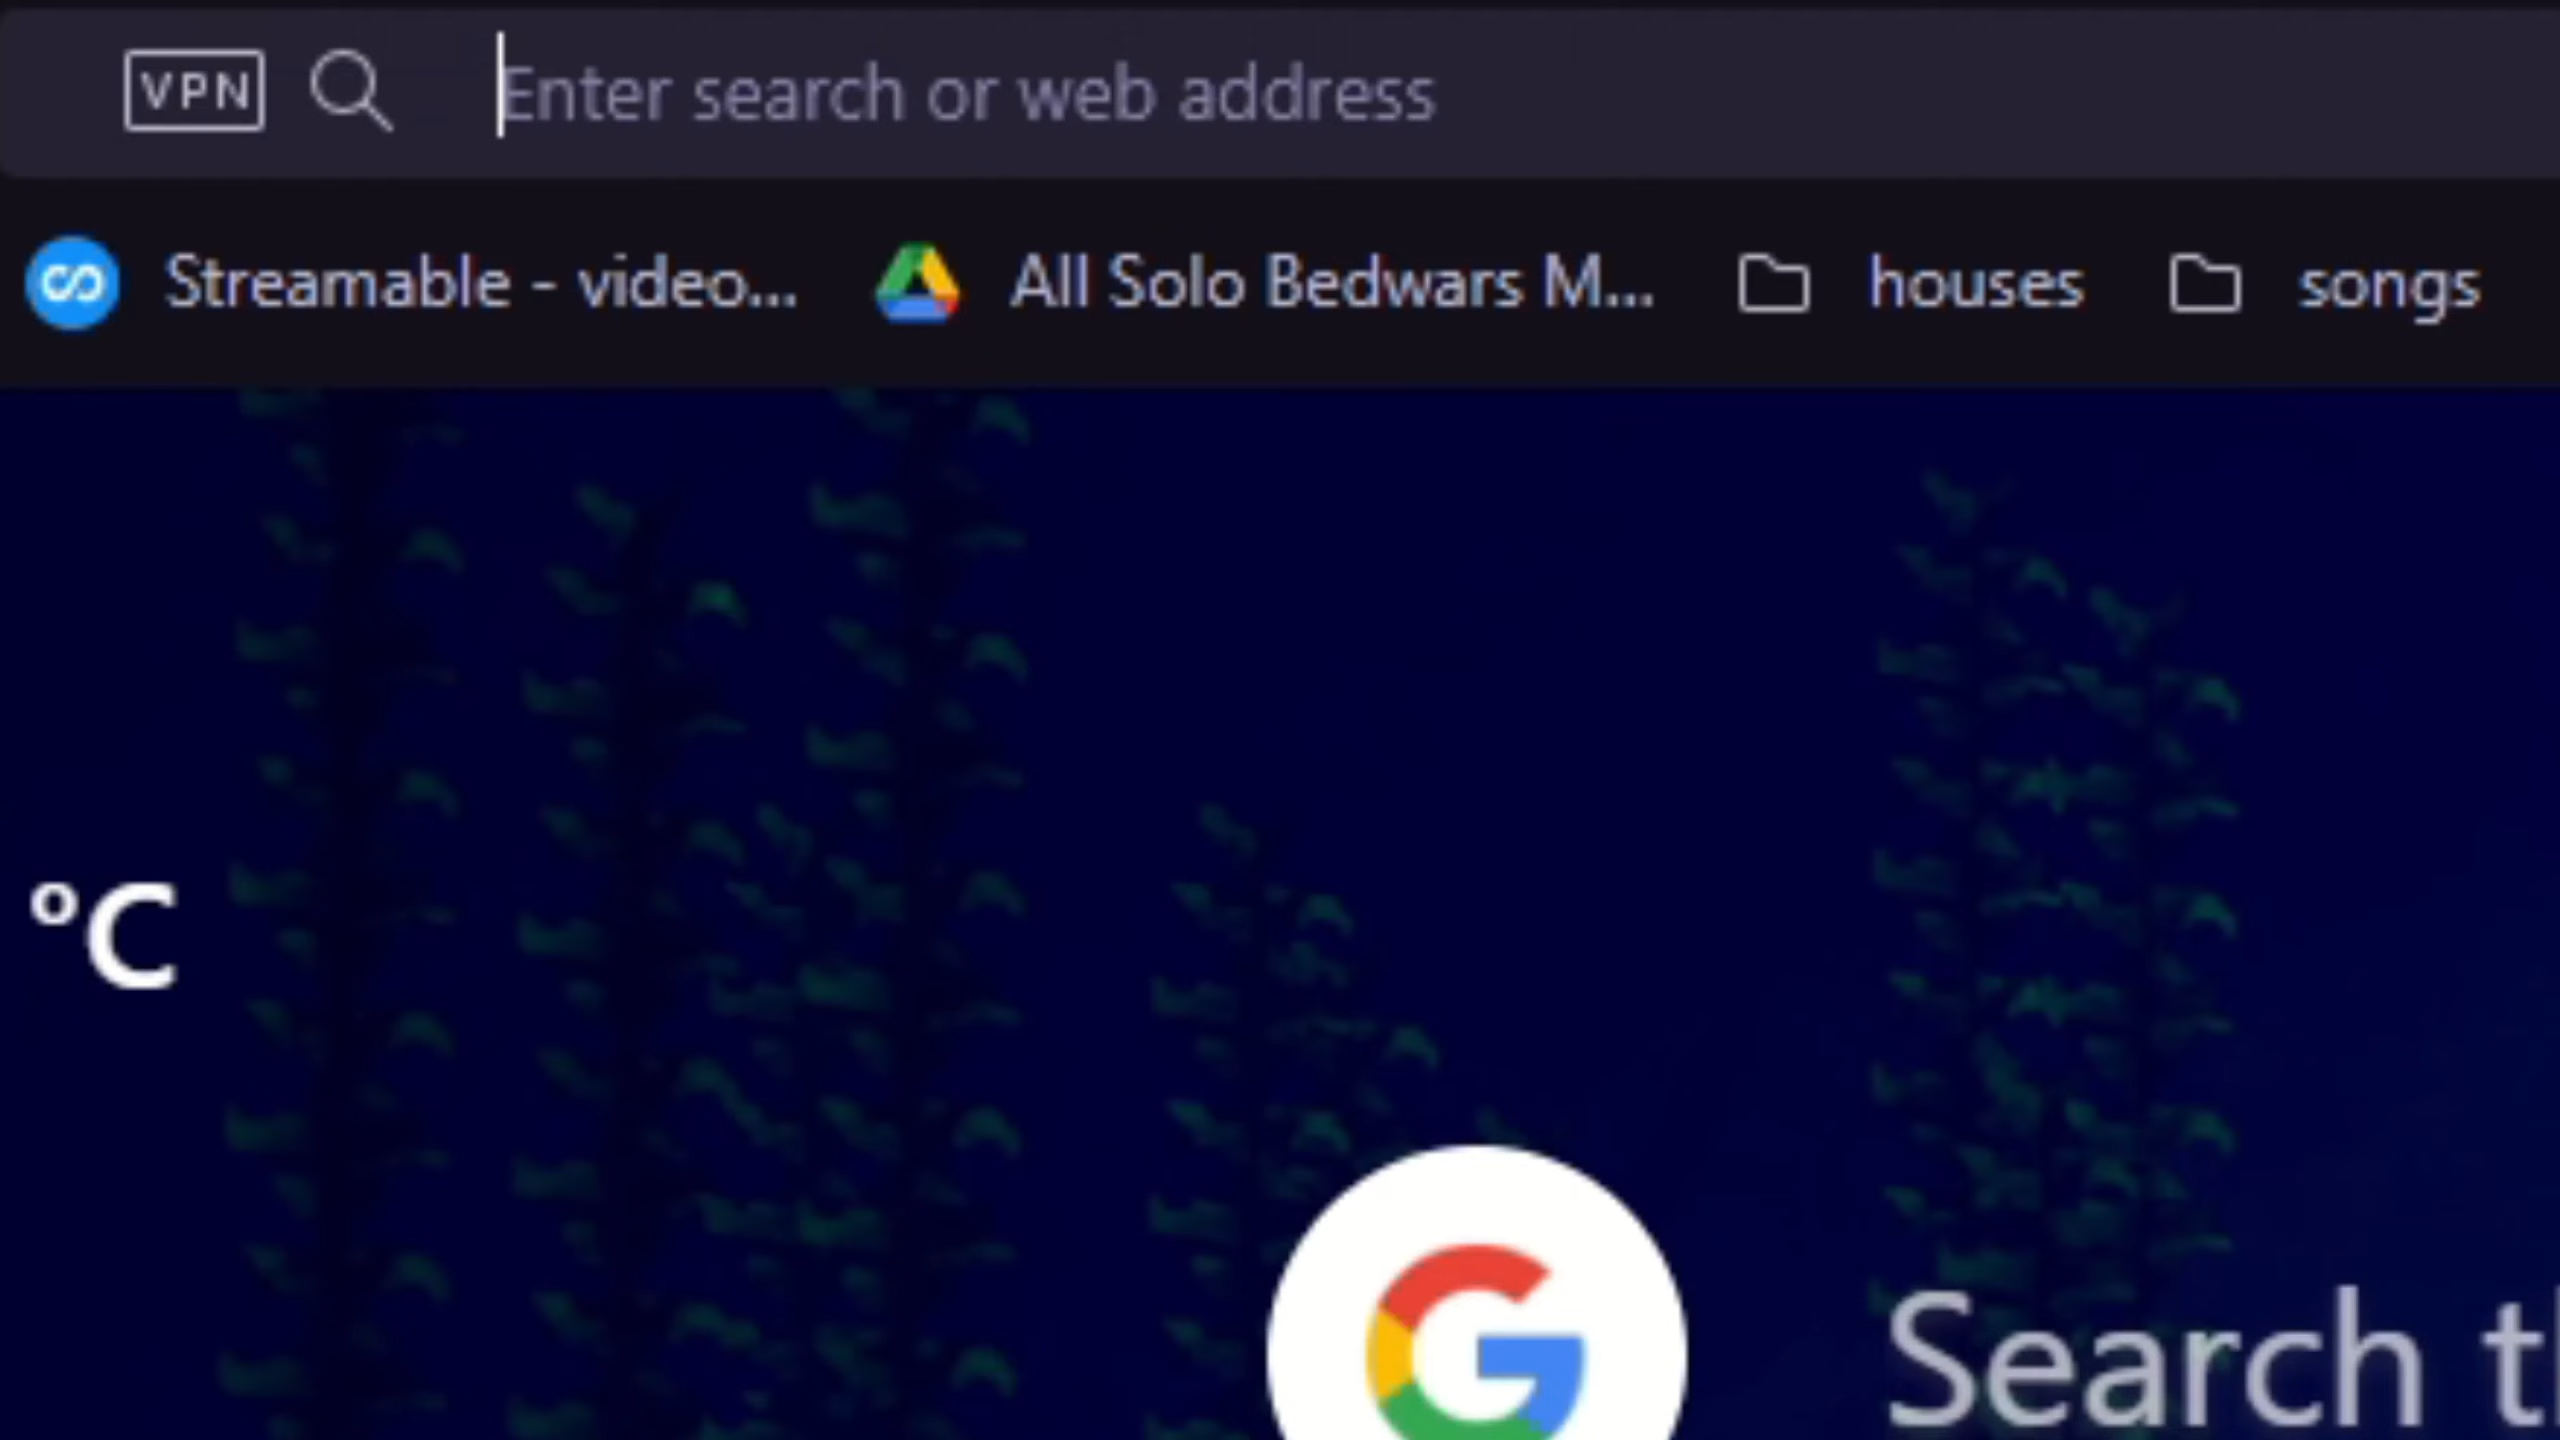 VPN Enter search or web address
Streamable - video... All Solo Bedwars M... houses songs
°C
Search